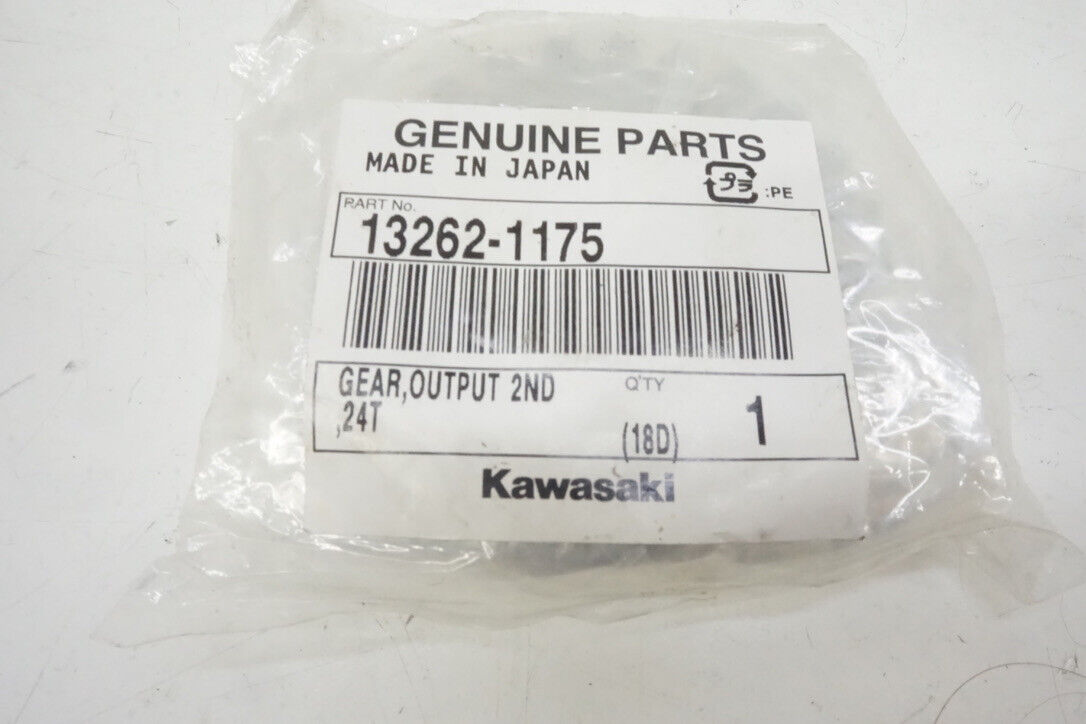 GENUINE PARTS
MADE IN JAPAN
プラ :PE
PART No.
13262-1175
GEAR,OUTPUT 2ND
,24T
Q'TY
(18D)
1
Kawasaki